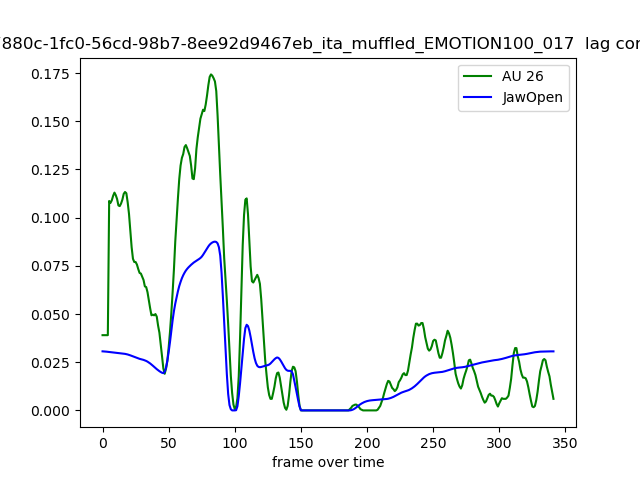 880c-1fc0-56cd-98b7-8ee92d9467eb_ita_muffled_EMOTION100_017 lag
AU 26
JawOpen
0.175
0.150
0.125
0.100
0.075
0.050
0.025
0.000
0 50 100 150 200 250 300 350
frame over time